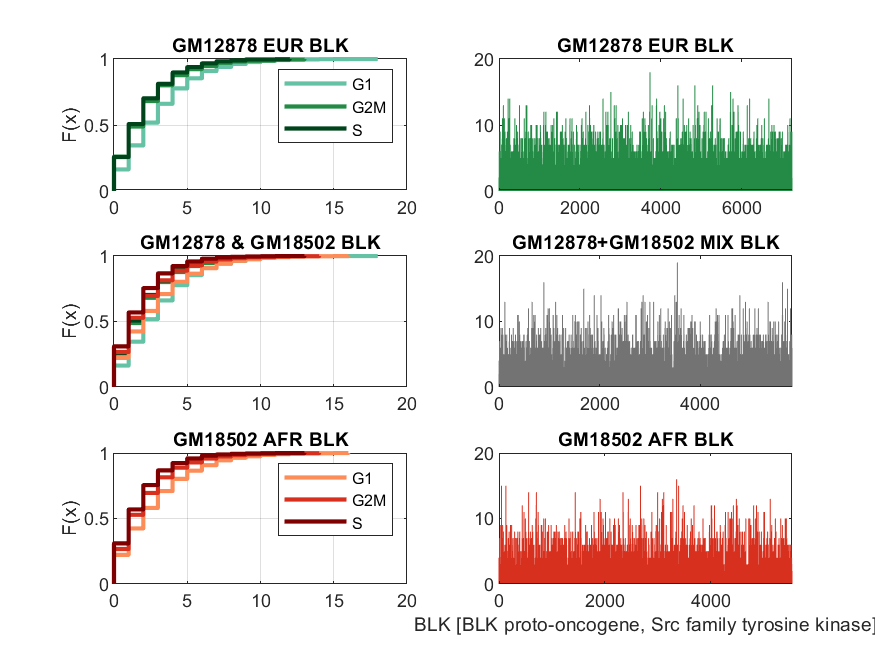 GM12878 EUR BLK
1
0.5
0
F(x)
0 5 10 15 20
G1
G2M
S
GM12878 EUR BLK
20
10
0
0 2000 4000 6000
GM12878 & GM18502 BLK
1
0.5
0
F(x)
0 5 10 15 20
GM12878+GM18502 MIX BLK
20
10
0
0 2000 4000
GM18502 AFR BLK
1
0.5
0
F(x)
0 5 10 15 20
G1
G2M
S
GM18502 AFR BLK
20
10
0
0 2000 4000
BLK [BLK proto-oncogene, Src family tyrosine kinase]